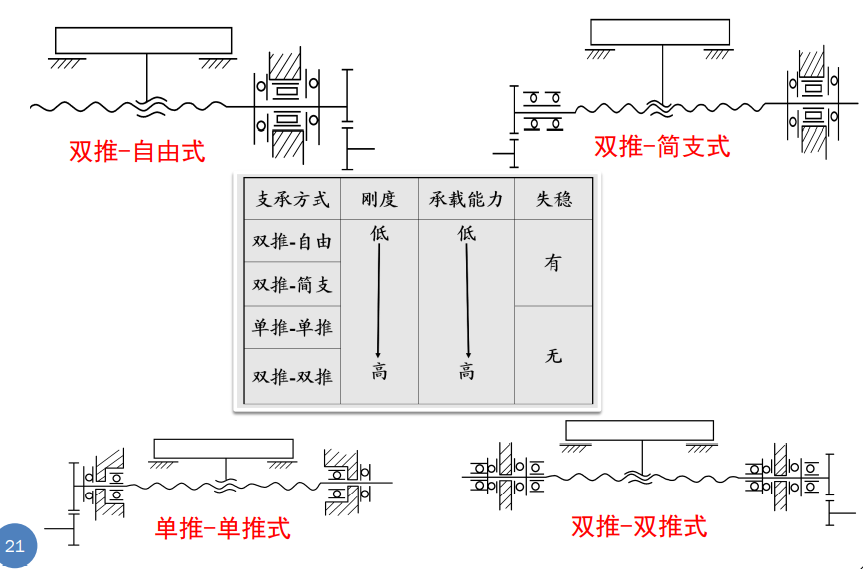 双推-自由式
双推-简支式
支承方式 刚度 承载能力 失稳
双推-自由 低 低 有
双推-简支
单推-单推 无
双推-双推 高 高
单推-单推式
双推-双推式
21